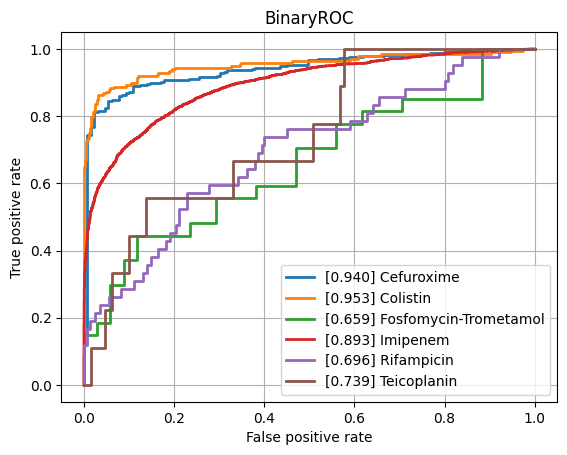 BinaryROC
1.0
0.8
0.6
0.4
0.2
0.0
True positive rate
[0.940] Cefuroxime
[0.953] Colistin
[0.659] Fosfomycin-Trometamol
[0.893] Imipenem
[0.696] Rifampicin
[0.739] Teicoplanin
0.0 0.2 0.4 0.6 0.8 1.0
False positive rate